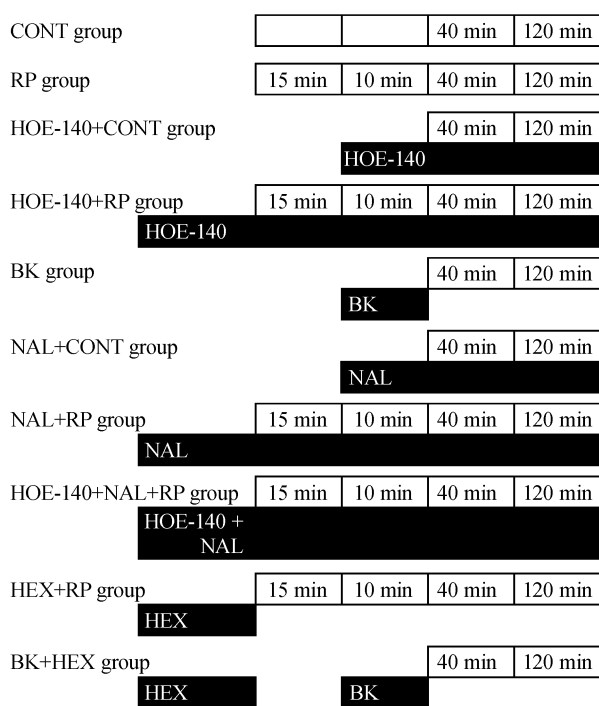 CONT group 40 min 120 min
RP group 15 min 10 min 40 min 120 min
HOE-140+CONT group 40 min 120 min
HOE-140
HOE-140+RP group 15 min 10 min 40 min 120 min
HOE-140
BK group 40 min 120 min
BK
NAL+CONT group 40 min 120 min
NAL
NAL+RP group 15 min 10 min 40 min 120 min
NAL
HOE-140+NAL+RP group 15 min 10 min 40 min 120 min
HOE-140 +
NAL
HEX+RP group 15 min 10 min 40 min 120 min
HEX
BK+HEX group 40 min 120 min
HEX BK